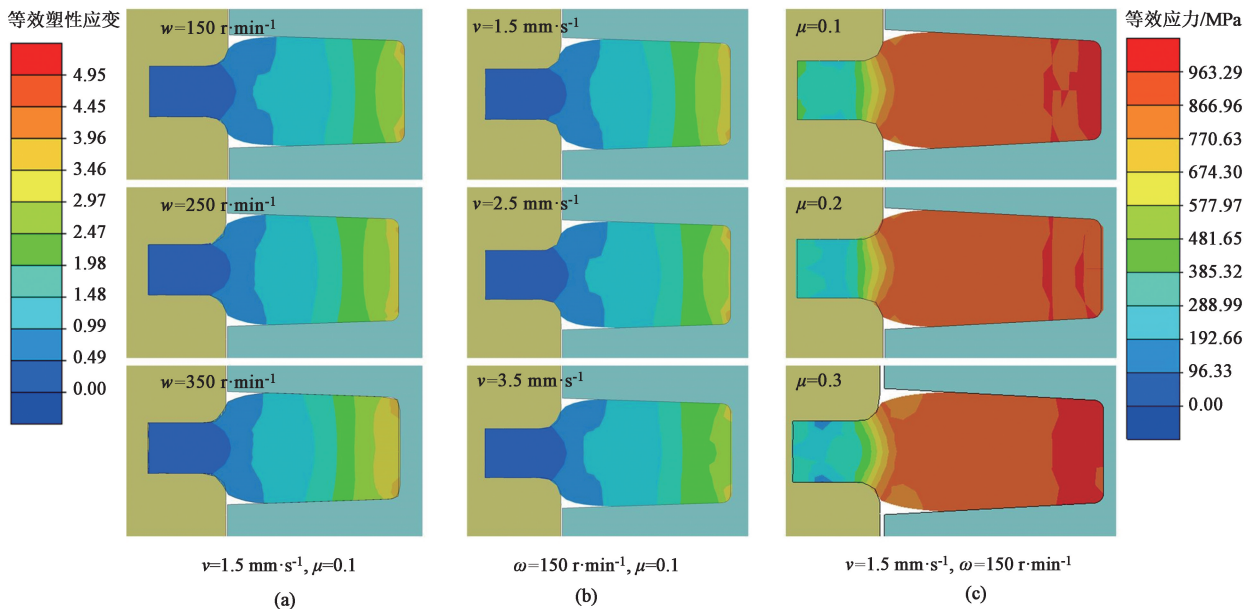 等效塑性应变
4.95
4.45
3.96
3.46
2.97
2.47
1.98
1.48
0.99
0.49
0.00
w=150 r·min⁻¹
w=250 r·min⁻¹
w=350 r·min⁻¹
v=1.5 mm·s⁻¹, μ=0.1
(a)
v=1.5 mm·s⁻¹
v=2.5 mm·s⁻¹
v=3.5 mm·s⁻¹
ω=150 r·min⁻¹, μ=0.1
(b)
μ=0.1
μ=0.2
μ=0.3
v=1.5 mm·s⁻¹, ω=150 r·min⁻¹
(c)
等效应力/MPa
963.29
866.96
770.63
674.30
577.97
481.65
385.32
288.99
192.66
96.33
0.00